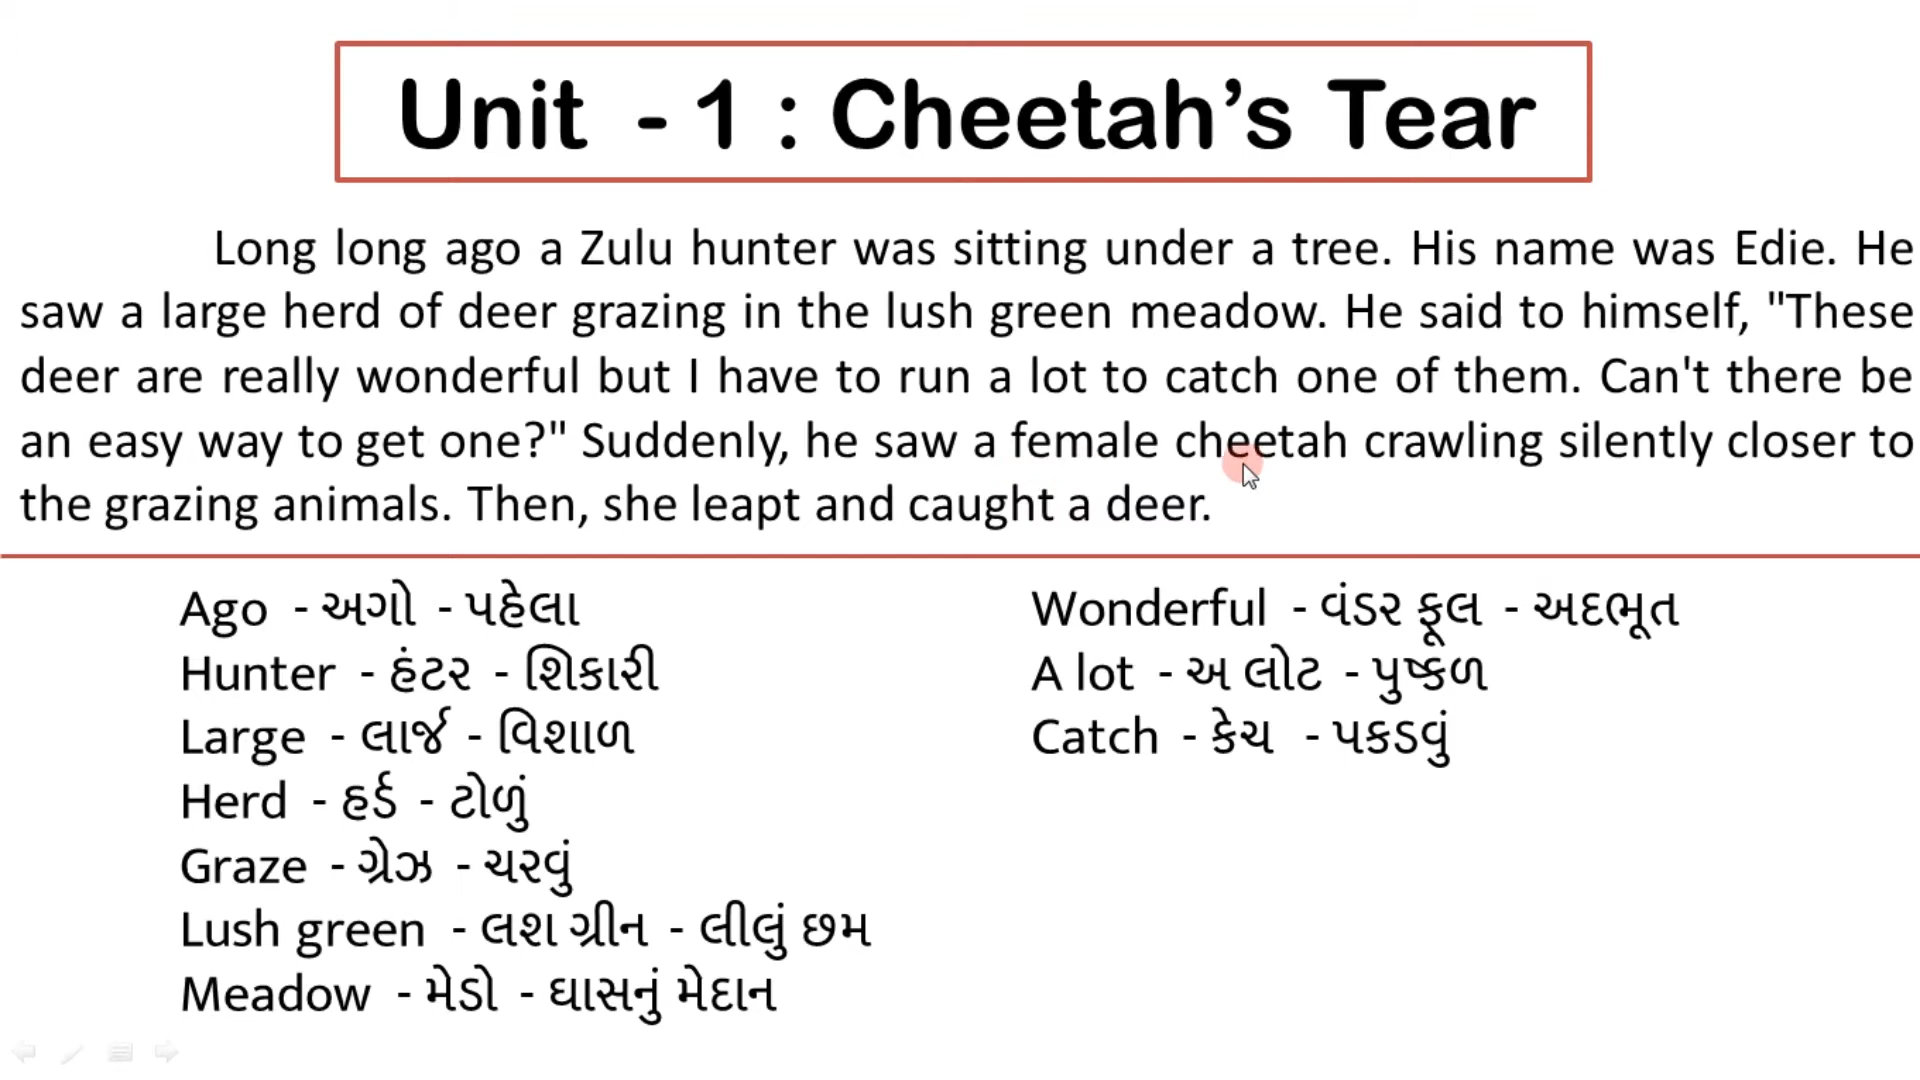 Unit - 1 : Cheetah’s Tear
Long long ago a Zulu hunter was sitting under a tree. His name was Edie. He
saw a large herd of deer grazing in the lush green meadow. He said to himself, "These
deer are really wonderful but I have to run a lot to catch one of them. Can't there be
an easy way to get one?" Suddenly, he saw a female cheetah crawling silently closer to
the grazing animals. Then, she leapt and caught a deer.
Ago - અગો - પહેલા
Hunter - હંટર - શિકારી
Large - લાર્જ - વિશાળ
Herd - હર્ડ - ટોળું
Graze - ગ્રેઝ - ચરવું
Lush green - લશ ગ્રીન - લીલું છમ
Meadow - મેડો - ઘાસનું મેદાન
Wonderful - વંડર ફૂલ - અદભૂત
A lot - અ લોટ - પુષ્કળ
Catch - કેચ - પકડવું